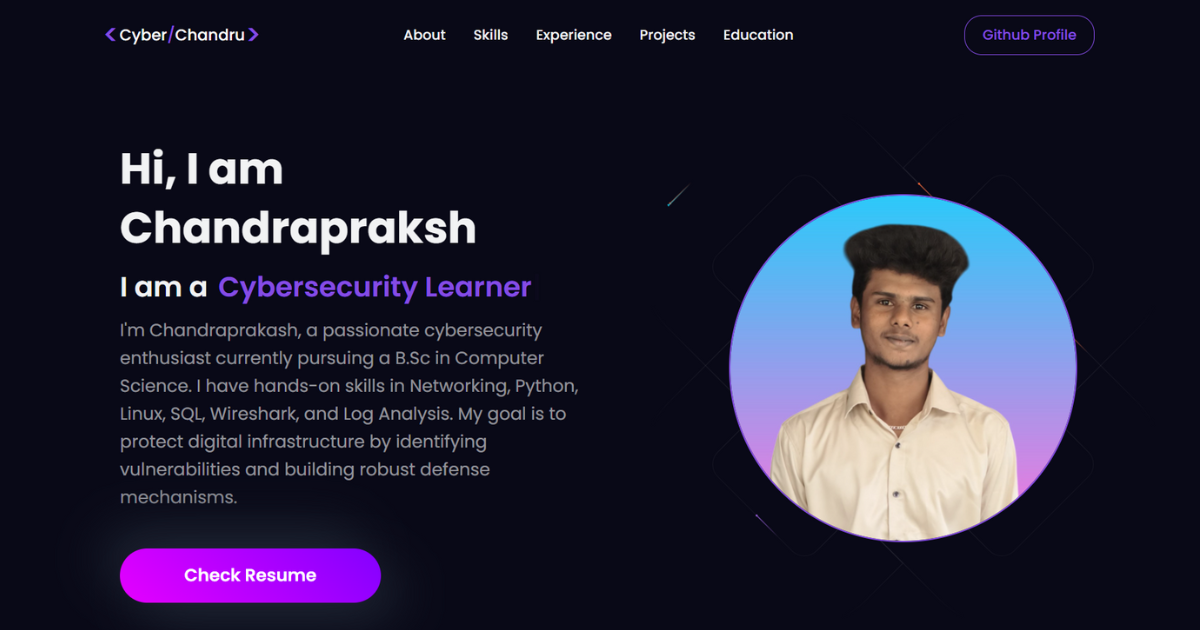 <Cyber/Chandru>
About Skills Experience Projects Education
Github Profile
Hi, I am
Chandrapraksh
I am a Cybersecurity Learner
I'm Chandraprakash, a passionate cybersecurity
enthusiast currently pursuing a B.Sc in Computer
Science. I have hands-on skills in Networking, Python,
Linux, SQL, Wireshark, and Log Analysis. My goal is to
protect digital infrastructure by identifying
vulnerabilities and building robust defense
mechanisms.
Check Resume